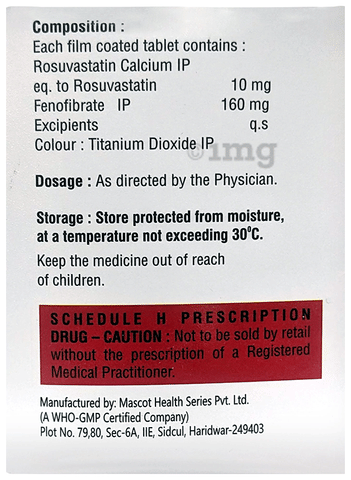 Composition :
Each film coated tablet contains :
Rosuvastatin Calcium IP
eq. to Rosuvastatin 10 mg
Fenofibrate IP 160 mg
Excipients q.s
Colour : Titanium Dioxide IP
1mg
Dosage : As directed by the Physician.
Storage : Store protected from moisture,
at a temperature not exceeding 30⁰C.
Keep the medicine out of reach
of children.
SCHEDULE H PRESCRIPTION
DRUG – CAUTION : Not to be sold by retail
without the prescription of a Registered
Medical Practitioner.
Manufactured by: Mascot Health Series Pvt. Ltd.
(A WHO-GMP Certified Company)
Plot No. 79,80, Sec-6A, IIE, Sidcul, Haridwar-249403